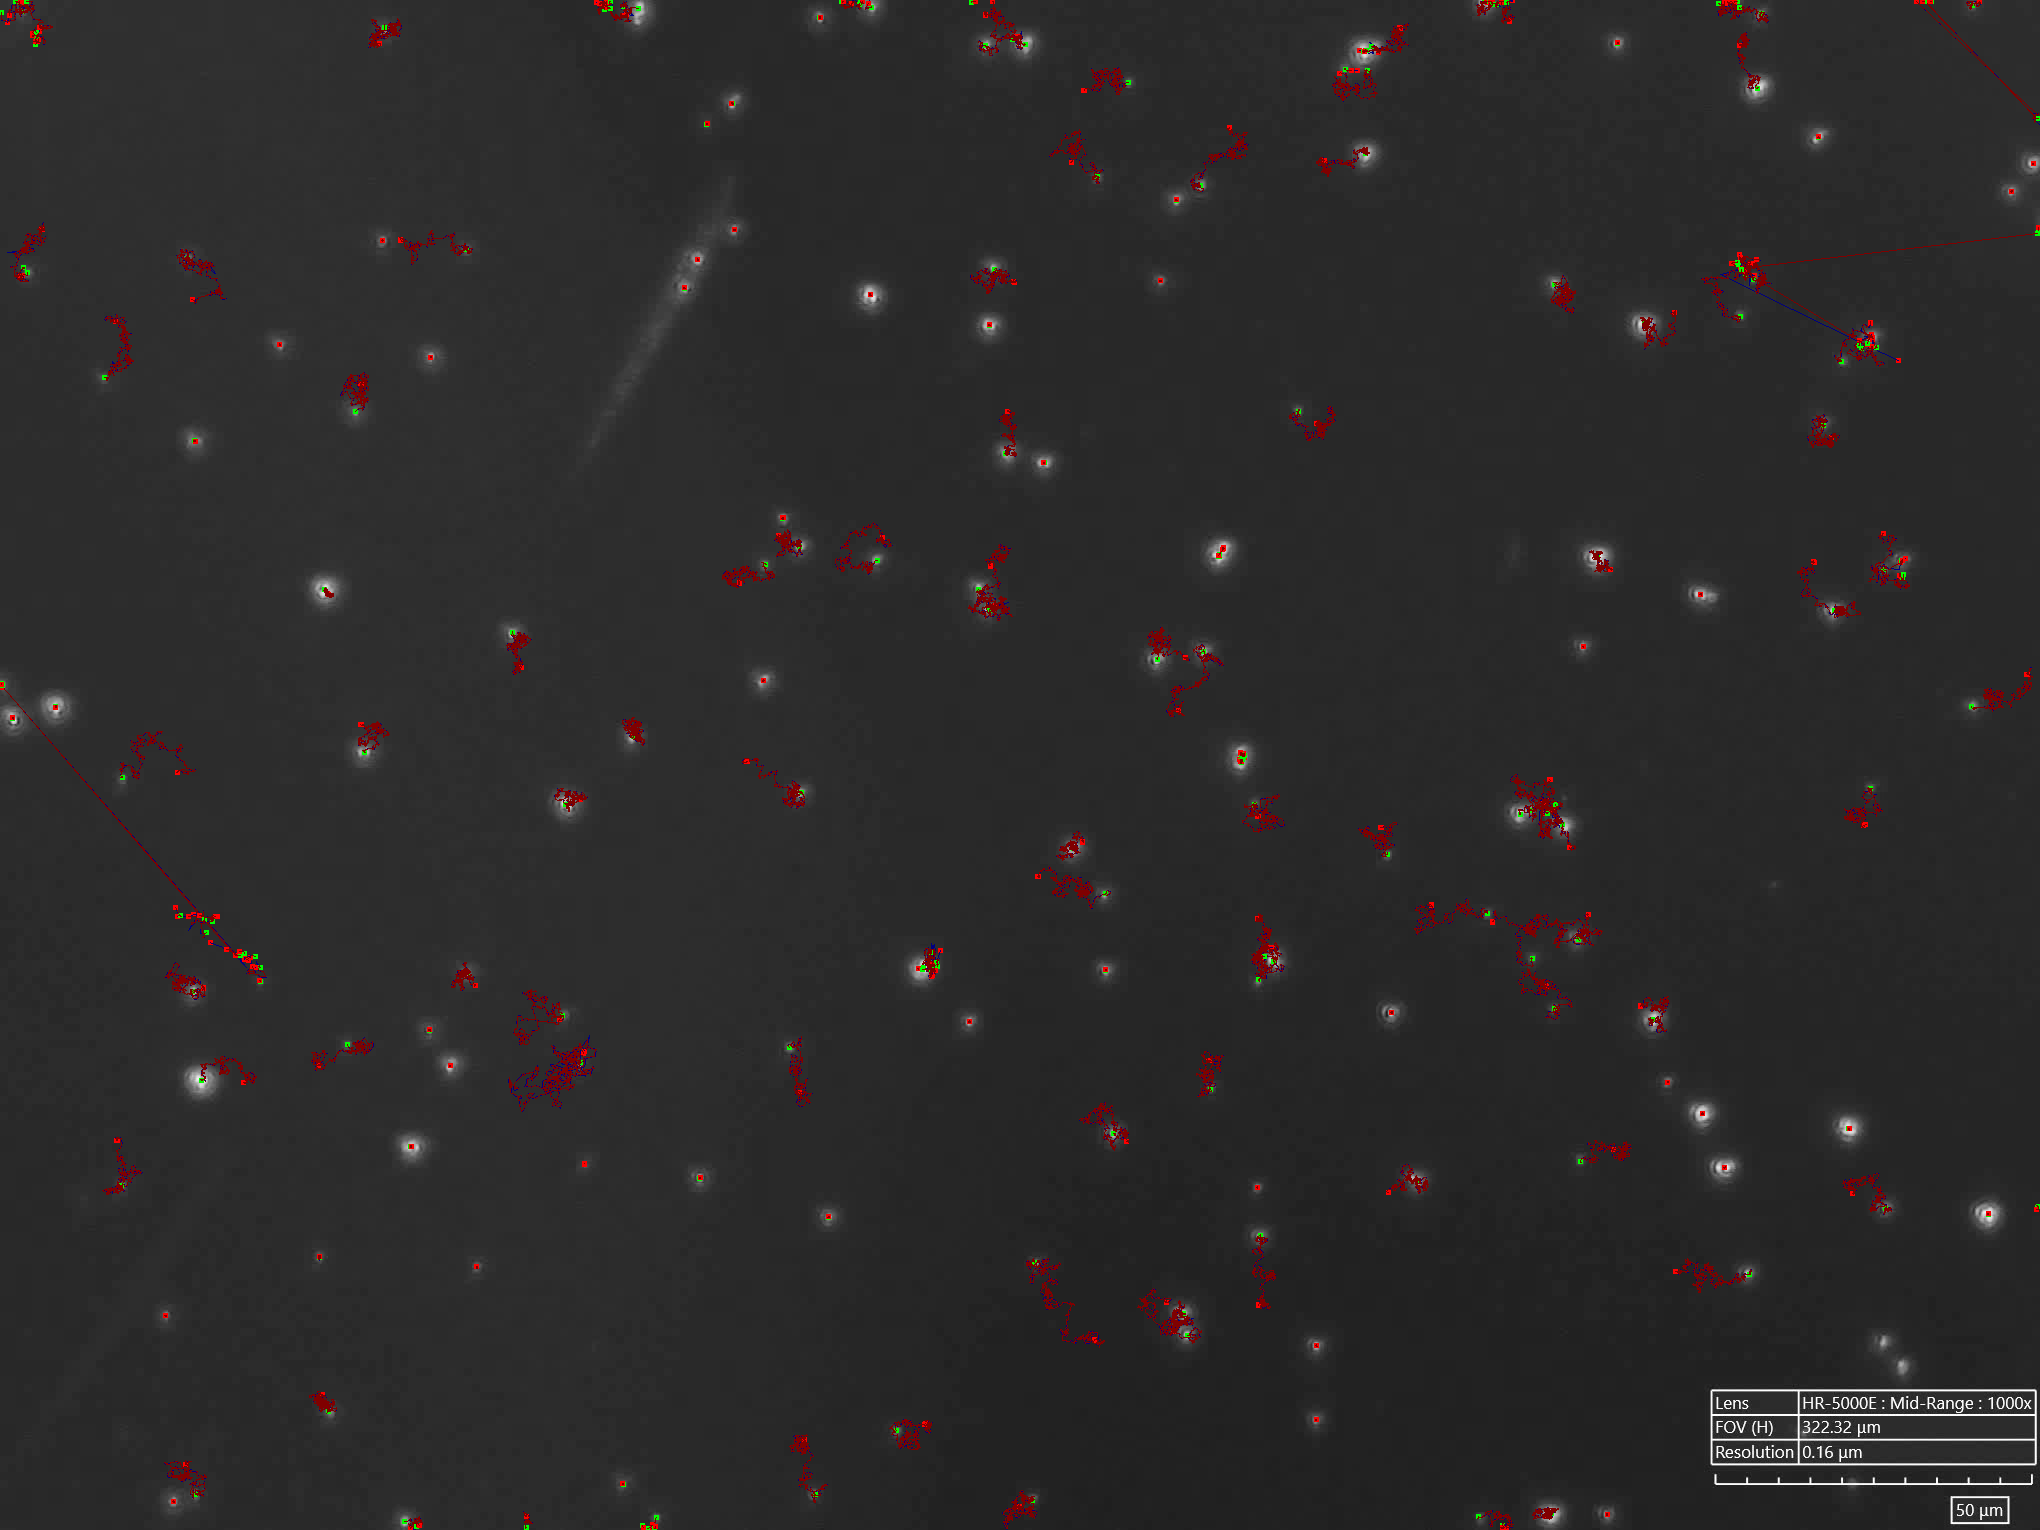 Lens HR-5000E : Mid-Range : 1000x
FOV (H) 322.32 µm
Resolution 0.16 µm
50 µm